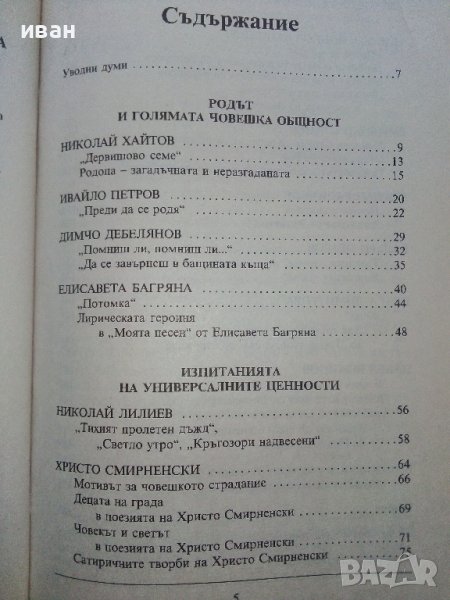 иван
А
Съдържание
Уводни думи ........ 7
РОДЪТ
И ГОЛЯМАТА ЧОВЕШКА ОБЩНОСТ
НИКОЛАЙ ХАЙТОВ ........ 9
„Дервишово семе“ ........ 13
Родопа – загадъчната и неразгаданата ........ 15
ИВАЙЛО ПЕТРОВ ........ 20
„Преди да се родя“ ........ 22
ДИМЧО ДЕБЕЛЯНОВ ........ 29
„Помниш ли, помниш ли...“ ........ 32
„Да се завърнеш в бащината къща“ ........ 35
ЕЛИСАВЕТА БАГРЯНА ........ 40
„Потомка“ ........ 44
Лирическата героиня
в „Моята песен“ от Елисавета Багряна ........ 48
ИЗПИТАНИЯТА
НА УНИВЕРСАЛНИТЕ ЦЕННОСТИ
НИКОЛАЙ ЛИЛИЕВ ........ 56
„Тихият пролетен дъжд“,
„Светло утро“, „Кръгозори надвесени“ ........ 58
ХРИСТО СМИРНЕНСКИ ........ 64
Мотивът за човешкото страдание ........ 66
Децата на града
в поезията на Христо Смирненски ........ 69
Човекът и светът
в поезията на Христо Смирненски ........ 71
Сатиричните творби на Христо Смирненски ........ 75
5
BAZAR.BG